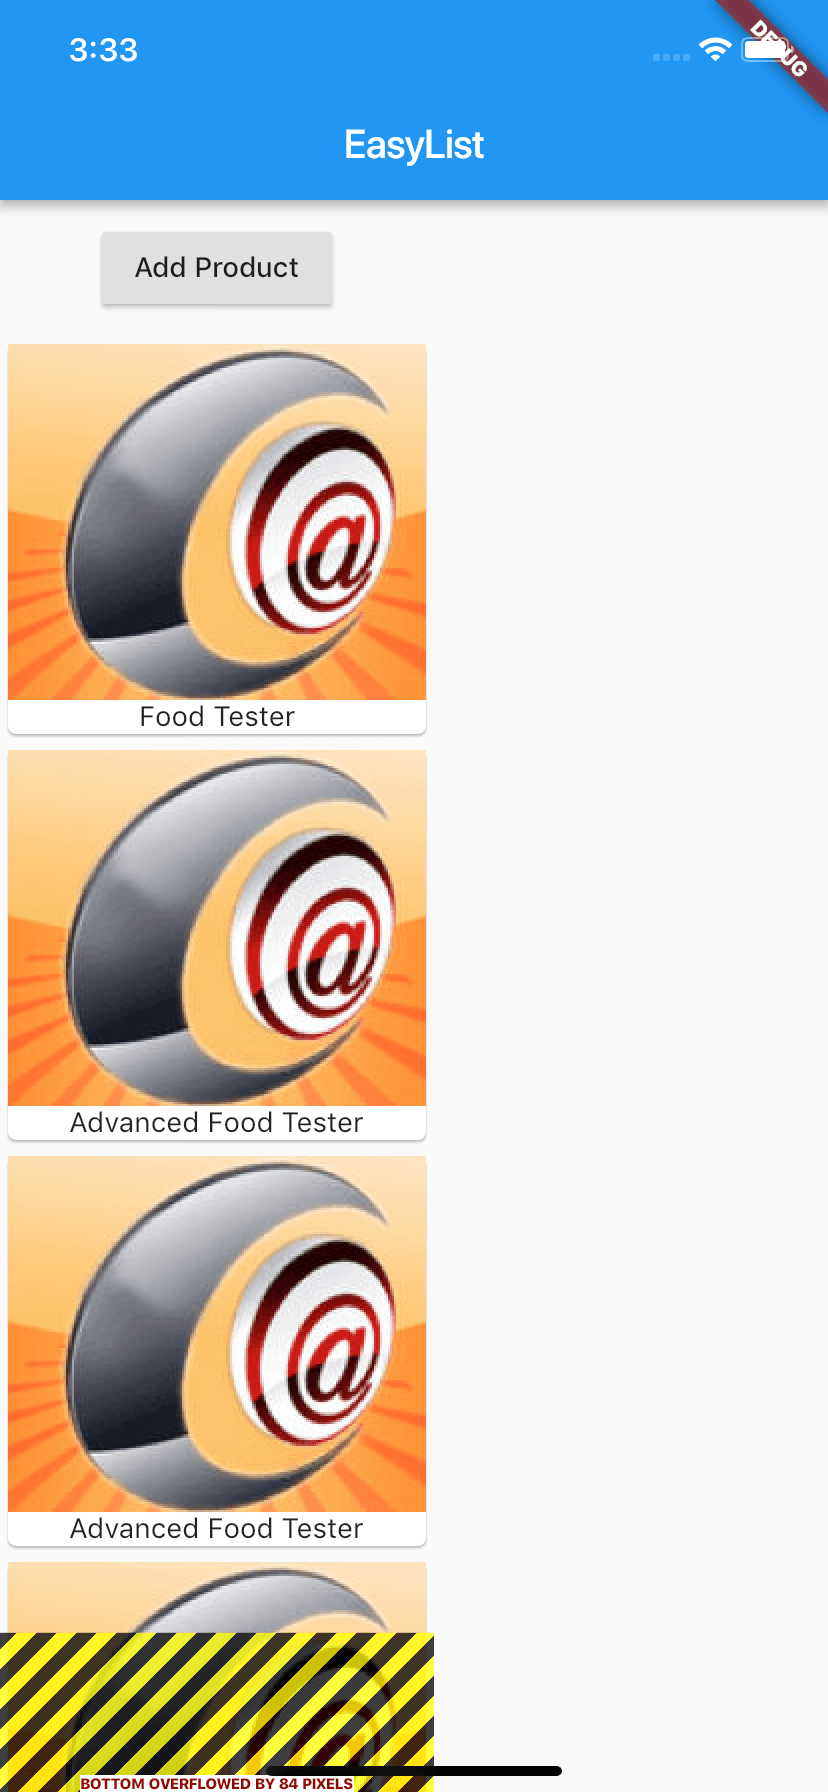 3:33
DEBUG
EasyList
Add Product
@
Food Tester
@
Advanced Food Tester
@
Advanced Food Tester
@
BOTTOM OVERFLOWED BY 84 PIXELS